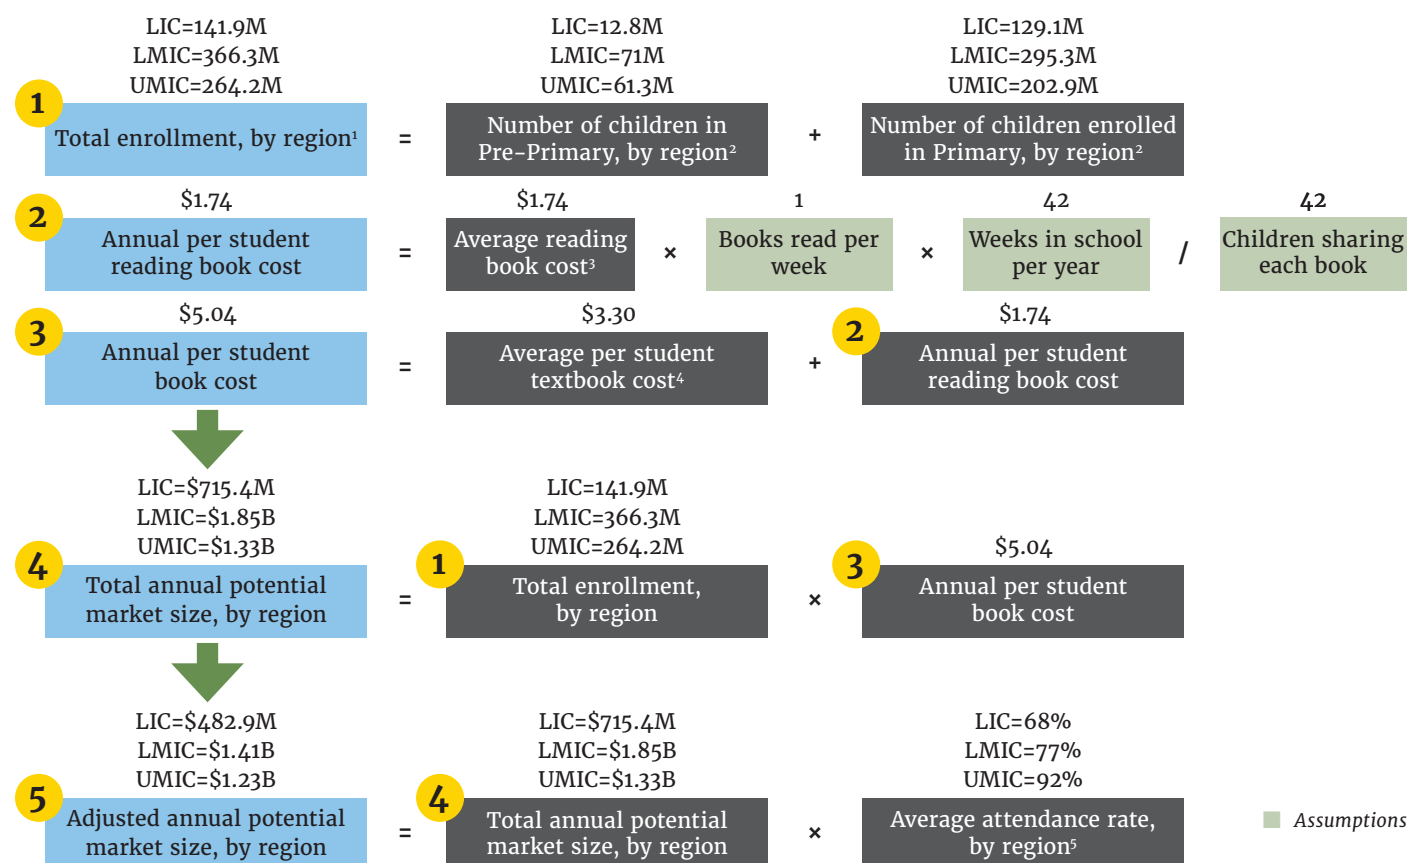 LIC=141.9M
LMIC=366.3M
UMIC=264.2M
LIC=12.8M
LMIC=71M
UMIC=61.3M
LIC=129.1M
LMIC=295.3M
UMIC=202.9M
1
Total enrollment, by region¹
=
Number of children in
Pre-Primary, by region²
+
Number of children enrolled
in Primary, by region²
$1.74
$1.74
1
42
42
2
Annual per student
reading book cost
=
Average reading
book cost³
×
Books read per
week
×
Weeks in school
per year
/
Children sharing
each book
$5.04
$3.30
$1.74
3
Annual per student
book cost
=
Average per student
textbook cost⁴
+
2
Annual per student
reading book cost
LIC=$715.4M
LMIC=$1.85B
UMIC=$1.33B
LIC=141.9M
LMIC=366.3M
UMIC=264.2M
$5.04
4
Total annual potential
market size, by region
=
1
Total enrollment,
by region
×
3
Annual per student
book cost
LIC=$482.9M
LMIC=$1.41B
UMIC=$1.23B
LIC=$715.4M
LMIC=$1.85B
UMIC=$1.33B
LIC=68%
LMIC=77%
UMIC=92%
5
Adjusted annual potential
market size, by region
=
4
Total annual potential
market size, by region
×
Average attendance rate,
by region⁵
Assumptions